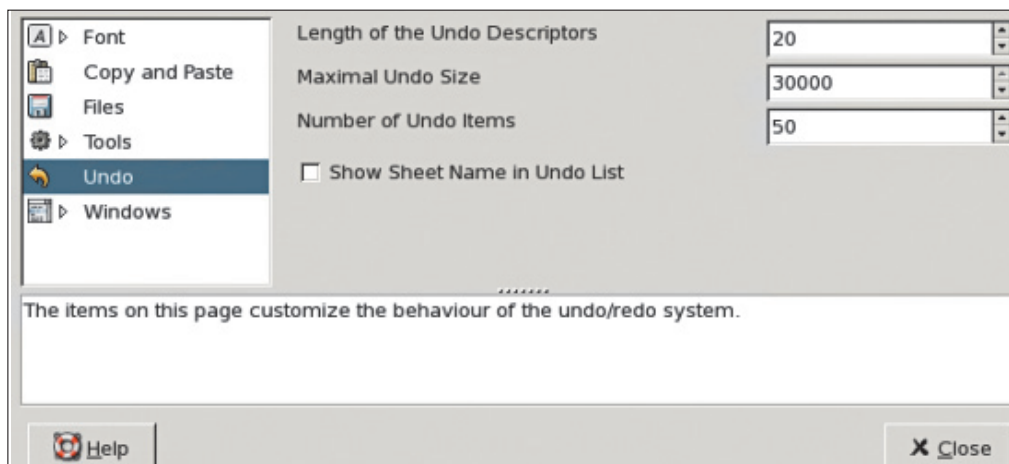 Font
Copy and Paste
Files
Tools
Undo
Windows
Length of the Undo Descriptors
20
Maximal Undo Size
30000
Number of Undo Items
50
Show Sheet Name in Undo List
The items on this page customize the behaviour of the undo/redo system.
Help
Close